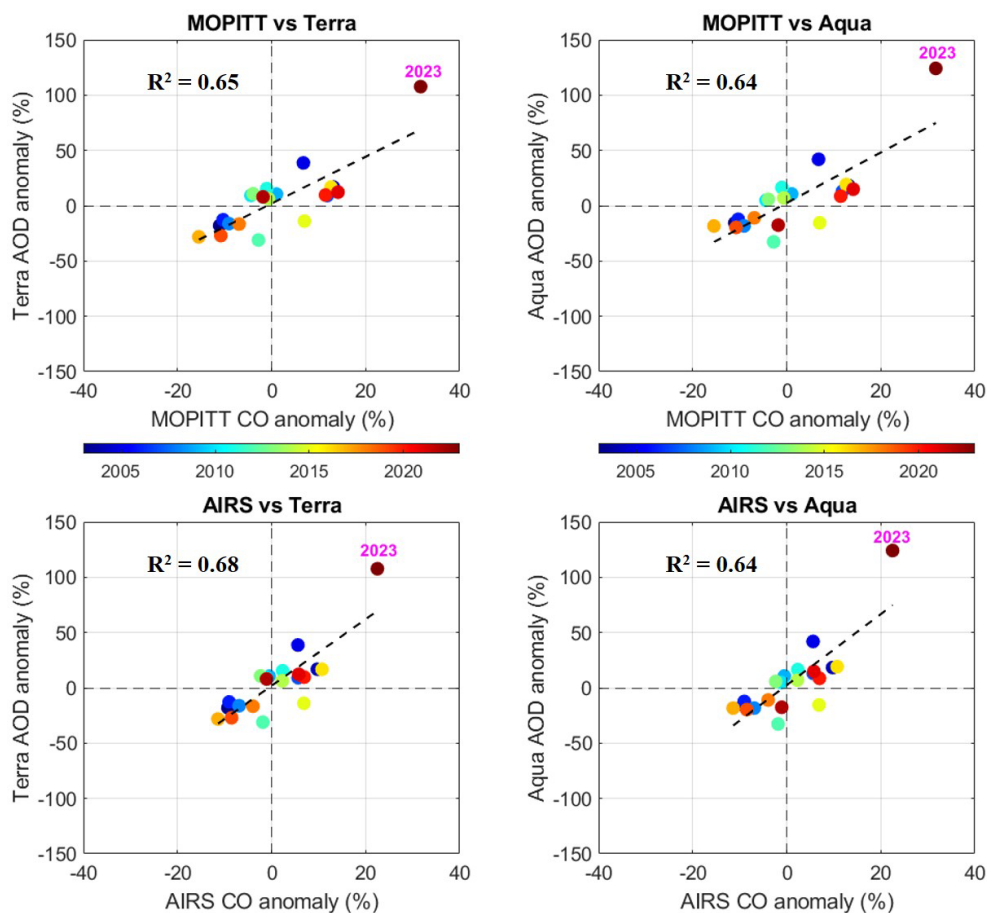 MOPITT vs Terra
150
100
50
0
-50
-100
-150
Terra AOD anomaly (%)
R² = 0.65
2023
-40 -20 0 20 40
MOPITT CO anomaly (%)
MOPITT vs Aqua
150
100
50
0
-50
-100
-150
Aqua AOD anomaly (%)
R² = 0.64
2023
-40 -20 0 20 40
MOPITT CO anomaly (%)
2005 2010 2015 2020
2005 2010 2015 2020
AIRS vs Terra
150
100
50
0
-50
-100
-150
Terra AOD anomaly (%)
R² = 0.68
2023
-40 -20 0 20 40
AIRS CO anomaly (%)
AIRS vs Aqua
150
100
50
0
-50
-100
-150
Aqua AOD anomaly (%)
R² = 0.64
2023
-40 -20 0 20 40
AIRS CO anomaly (%)